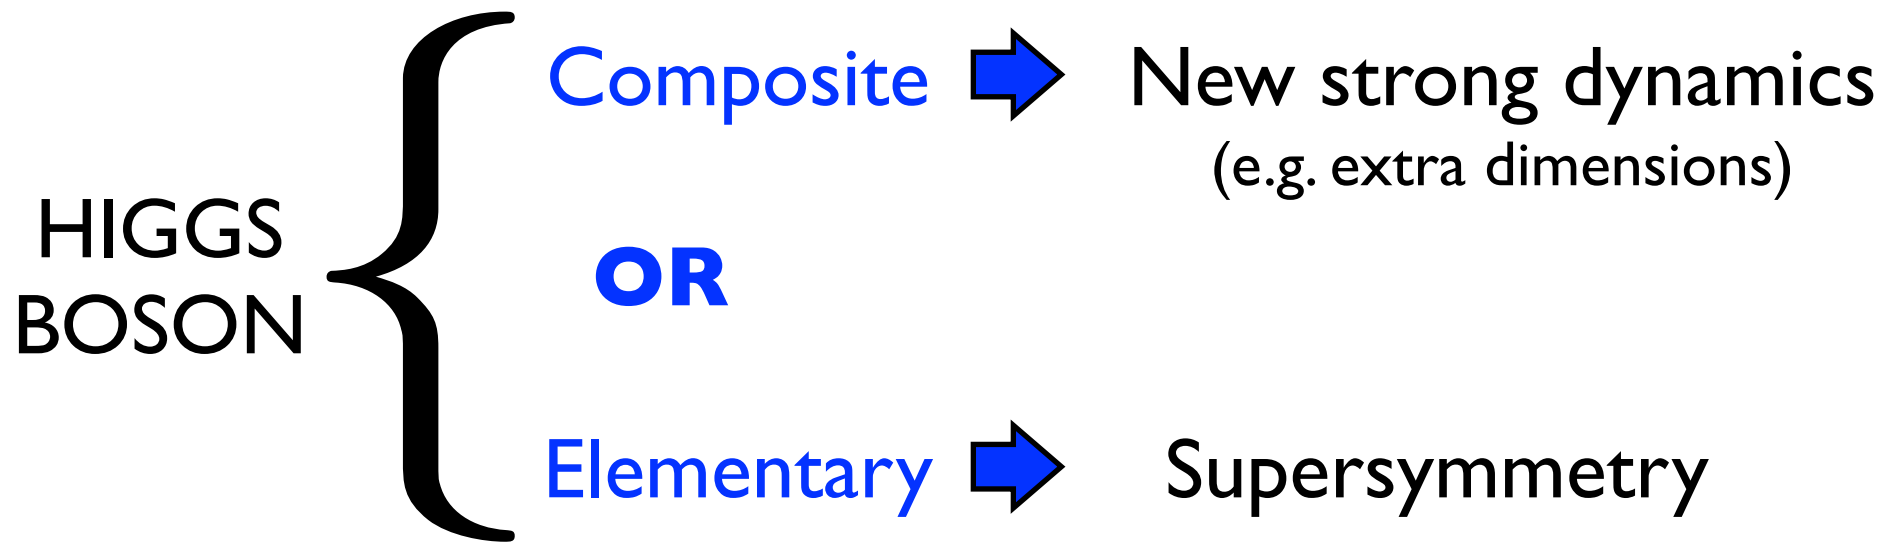 HIGGS
BOSON
Composite
New strong dynamics
(e.g. extra dimensions)
OR
Elementary
Supersymmetry